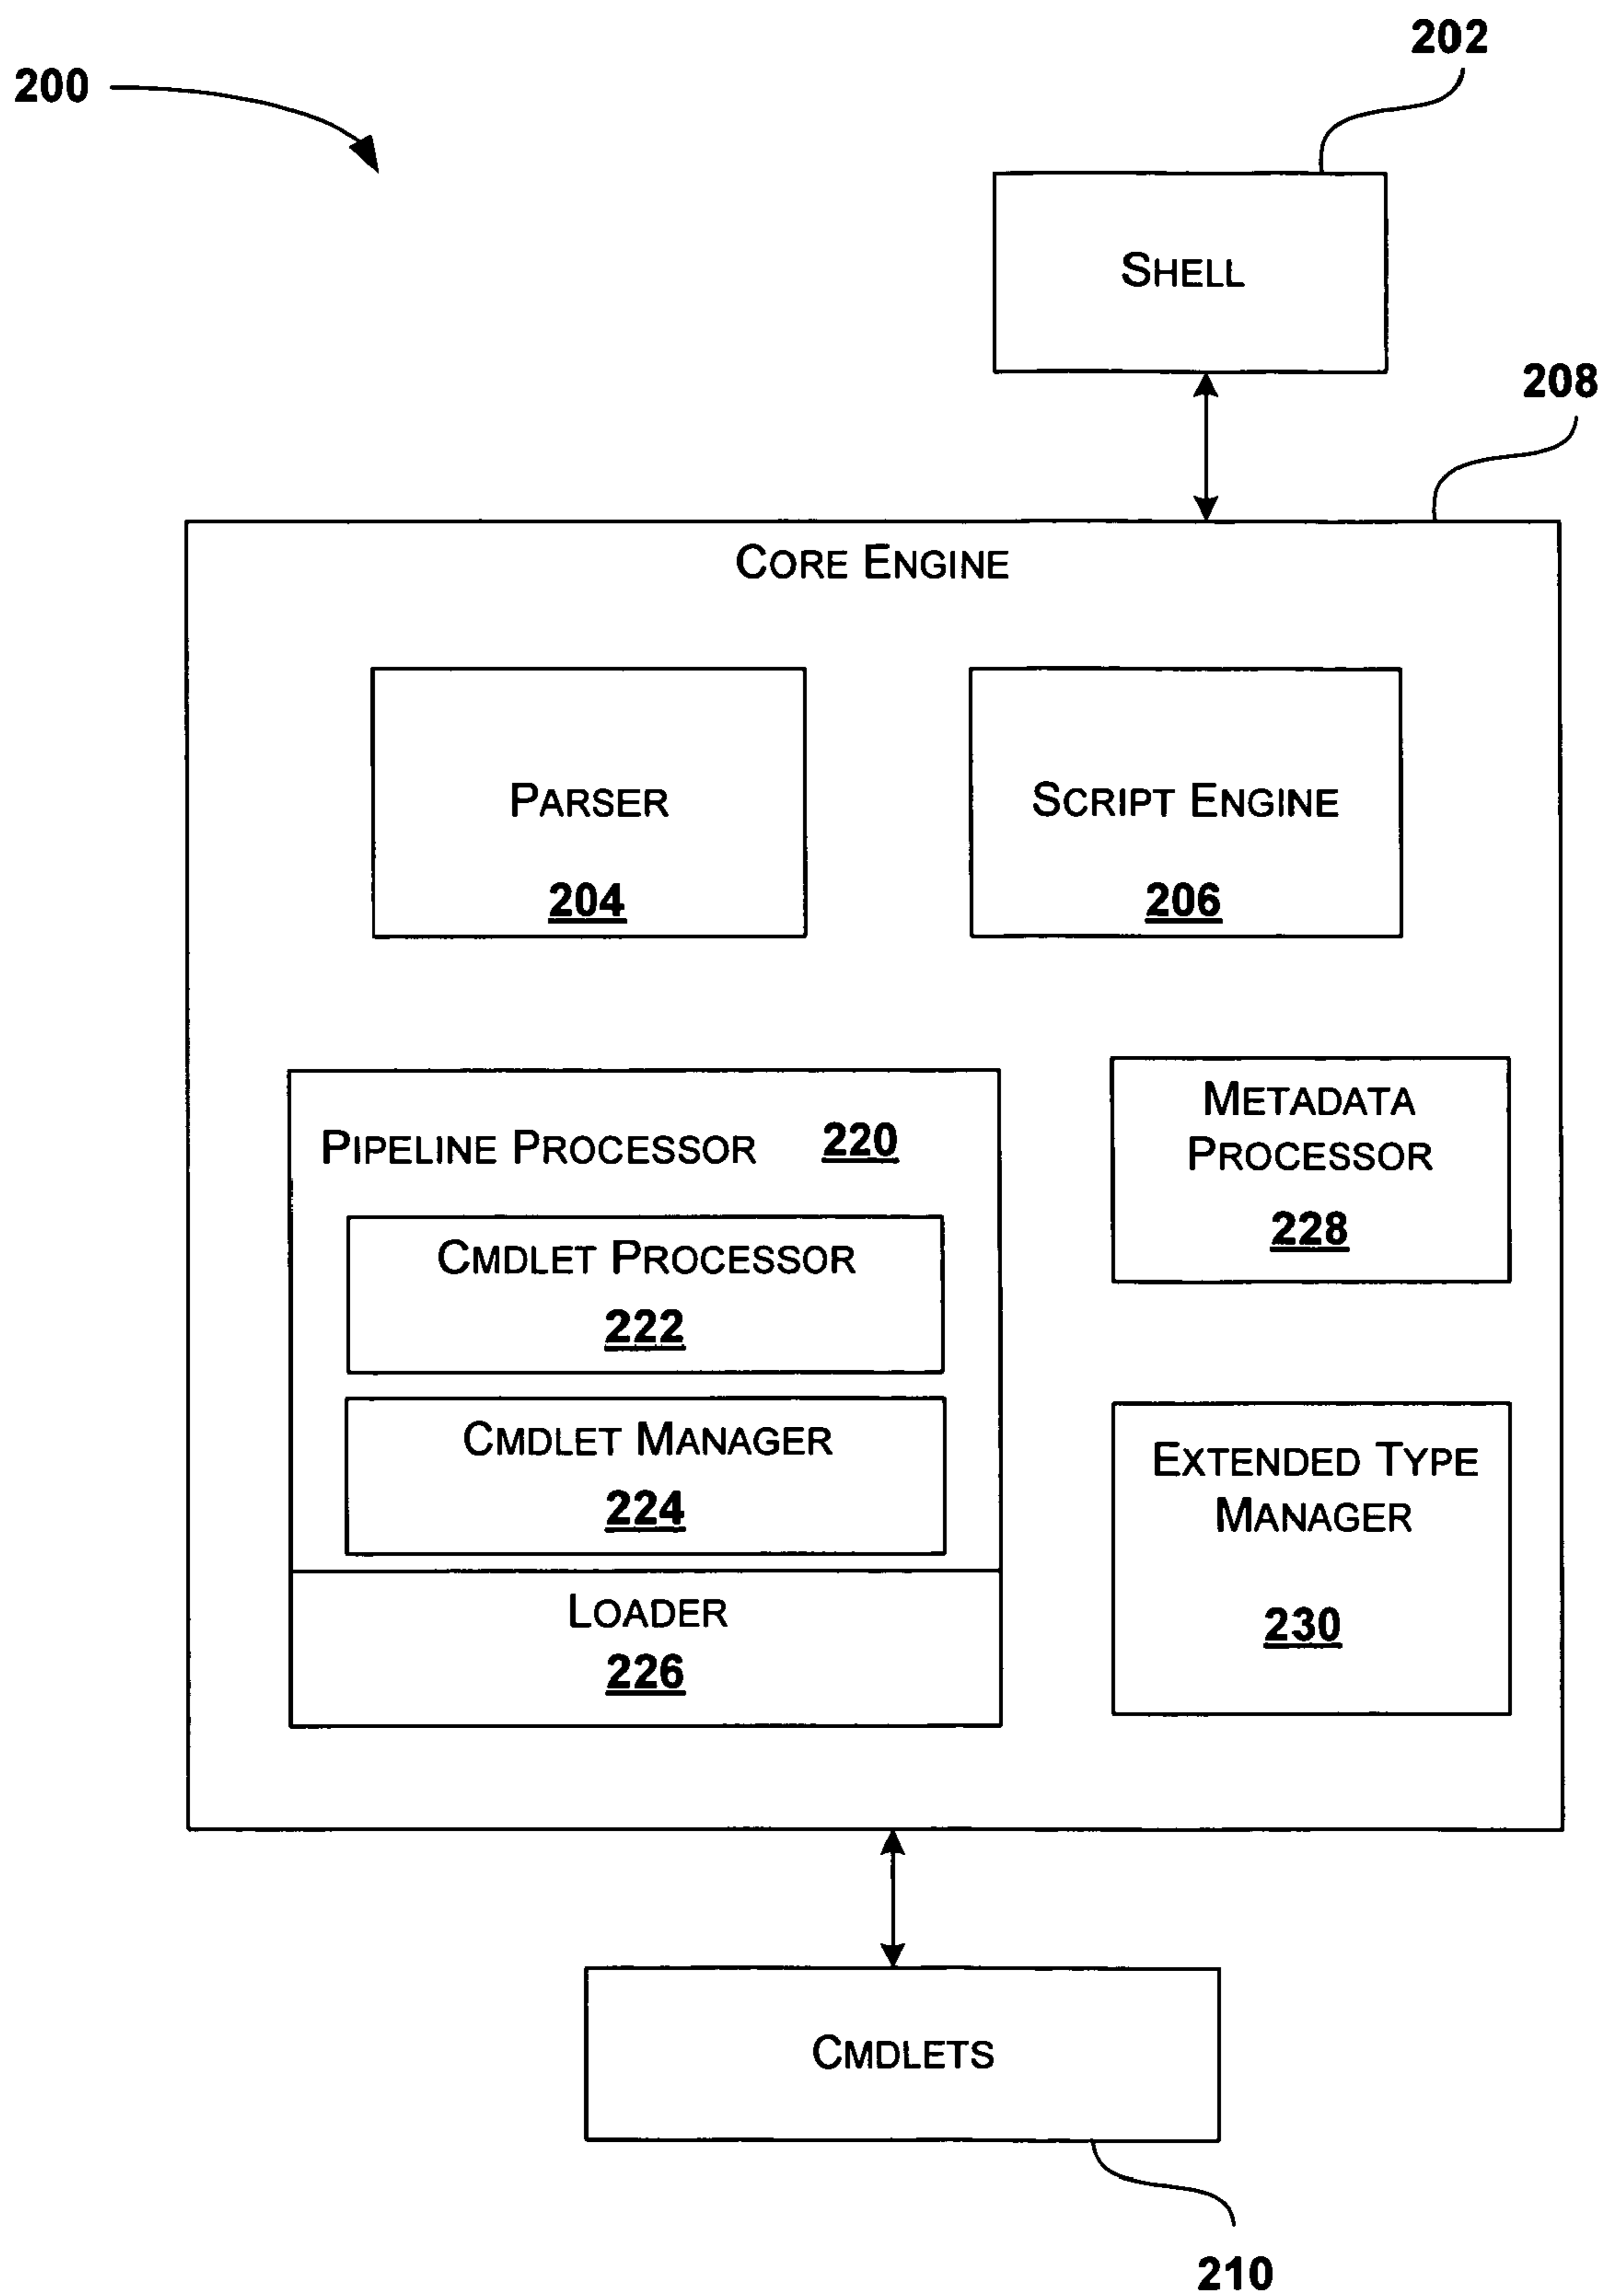 202
200
SHELL
208
CORE ENGINE
PARSER
204
SCRIPT ENGINE
206
PIPELINE PROCESSOR 220
CMDLET PROCESSOR
222
CMDLET MANAGER
224
LOADER
226
METADATA
PROCESSOR
228
EXTENDED TYPE
MANAGER
230
CMDLETS
210